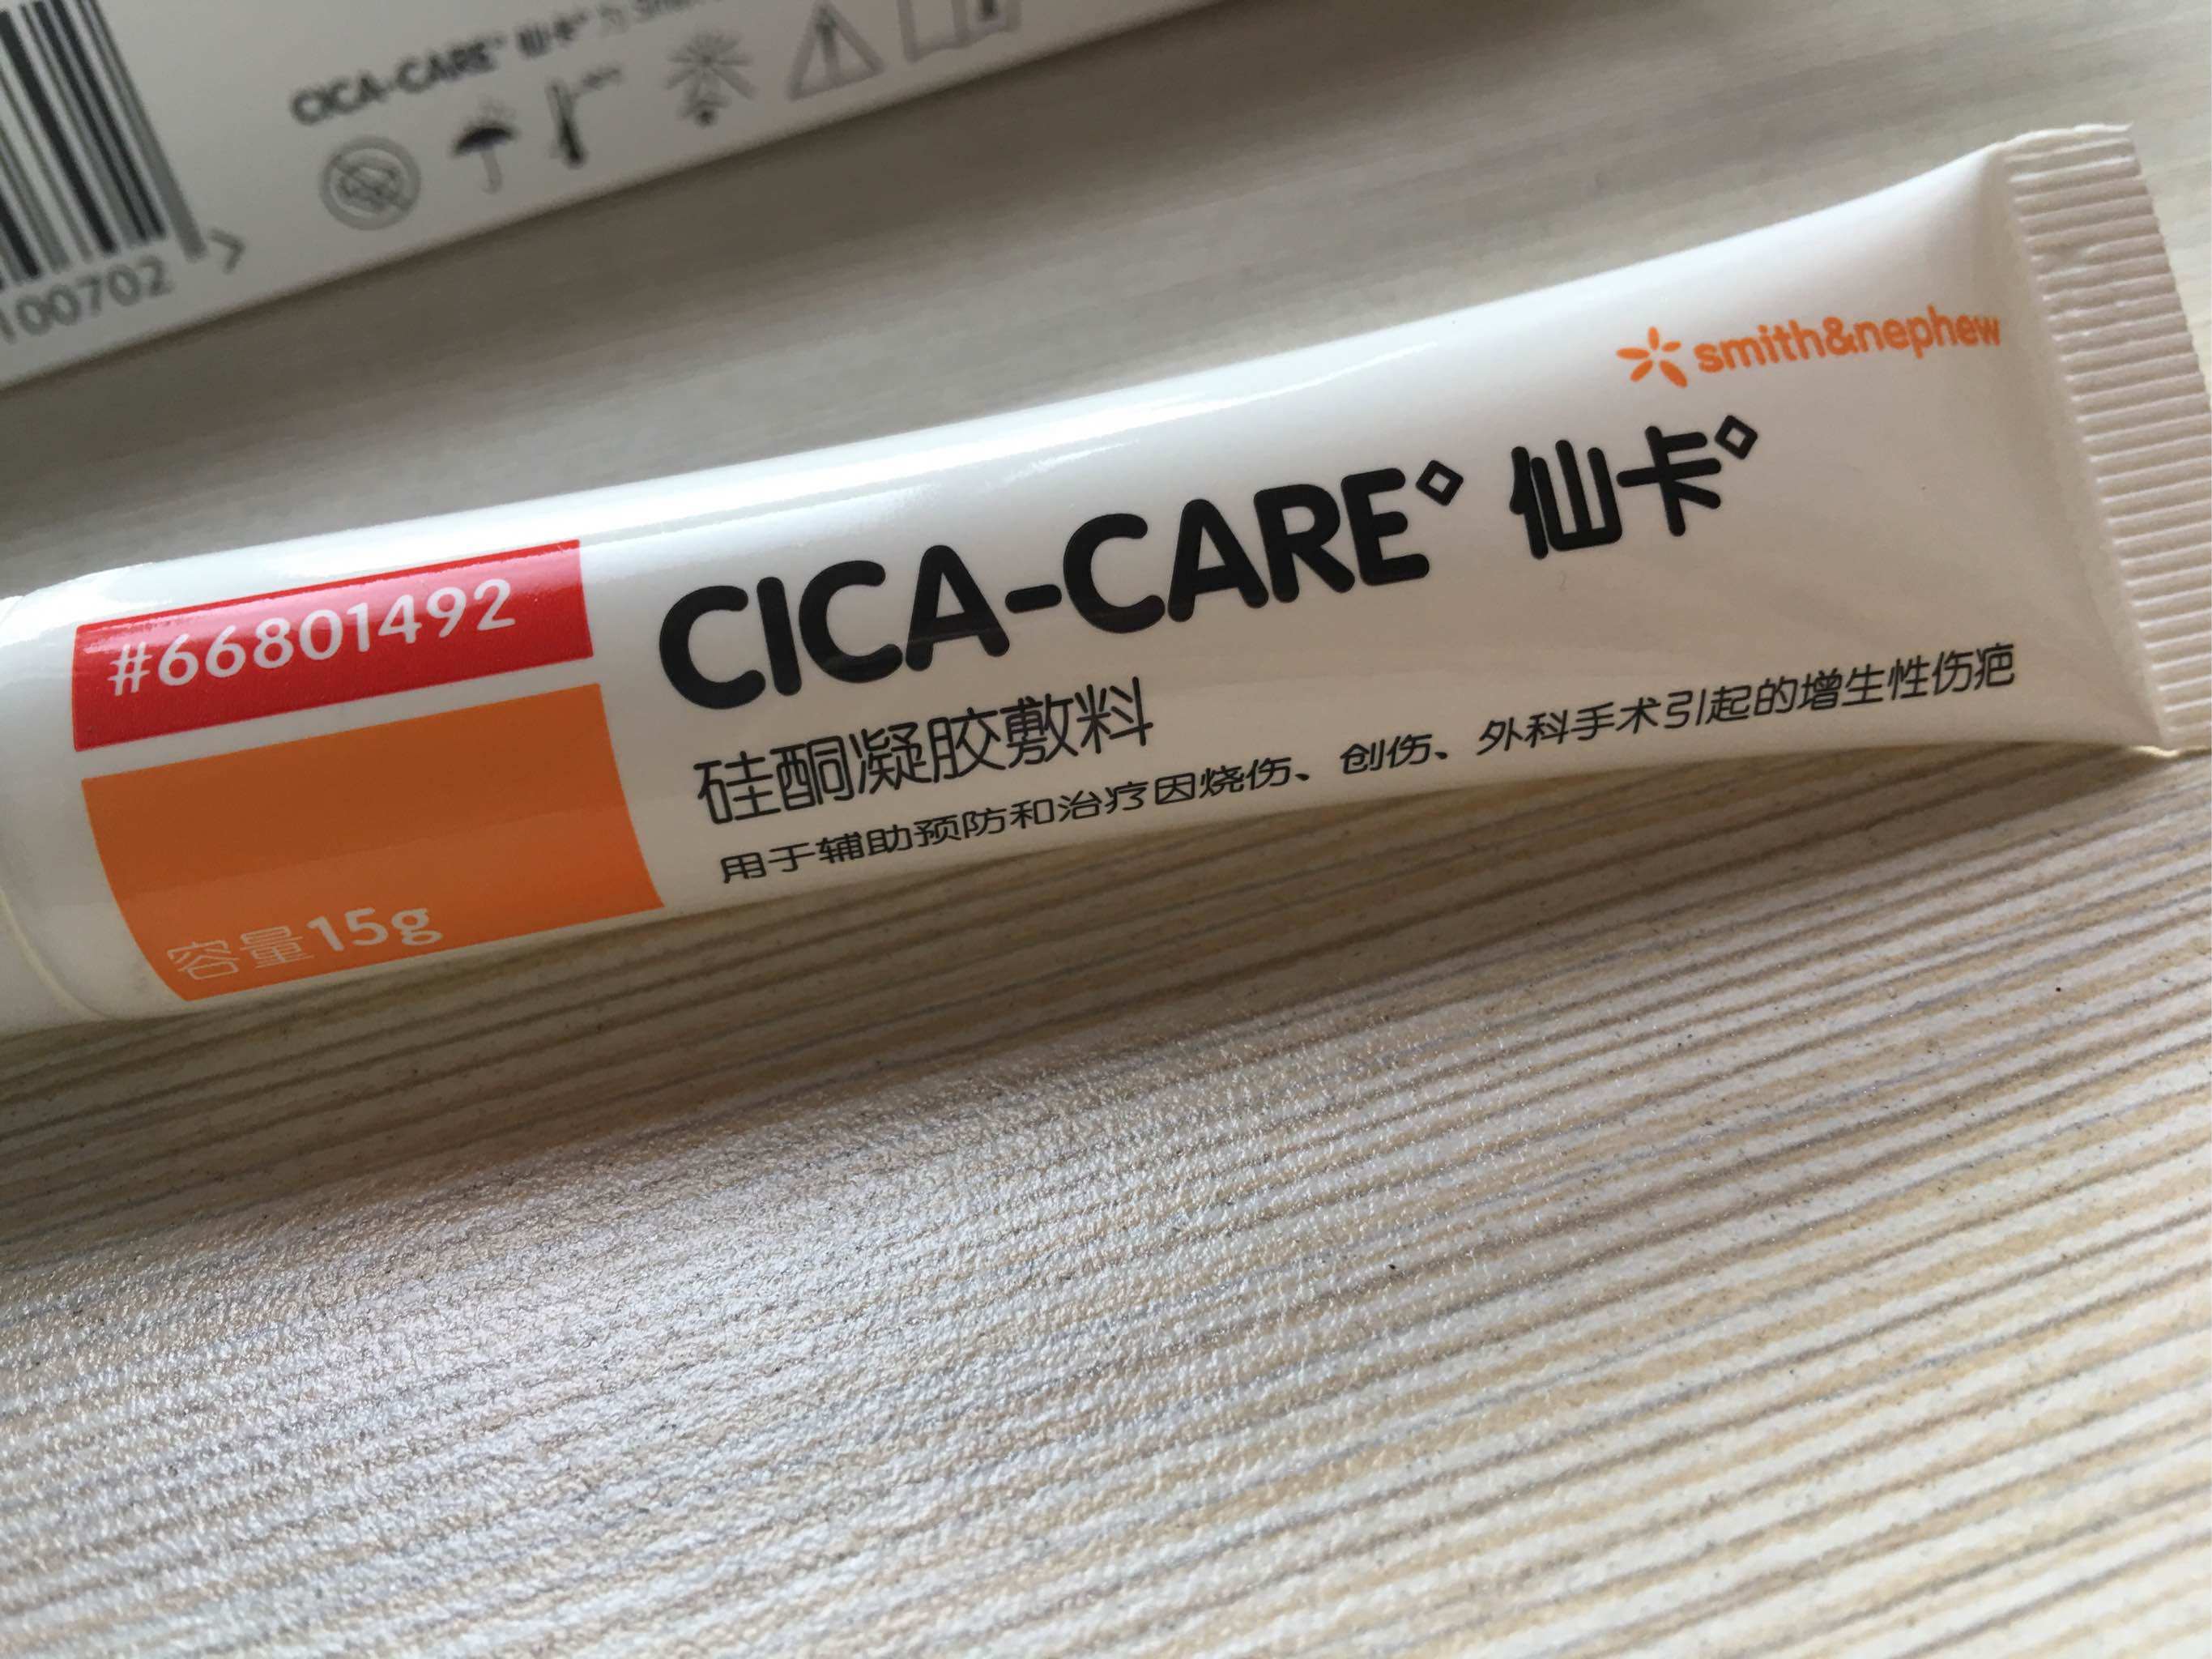 CICA-CARE 仙卡
100702
smith&nephew
CICA-CARE◇ 仙卡◇
#66801492
硅酮凝胶敷料
用于辅助预防和治疗因烧伤、创伤、外科手术引起的增生性伤疤
容量15g